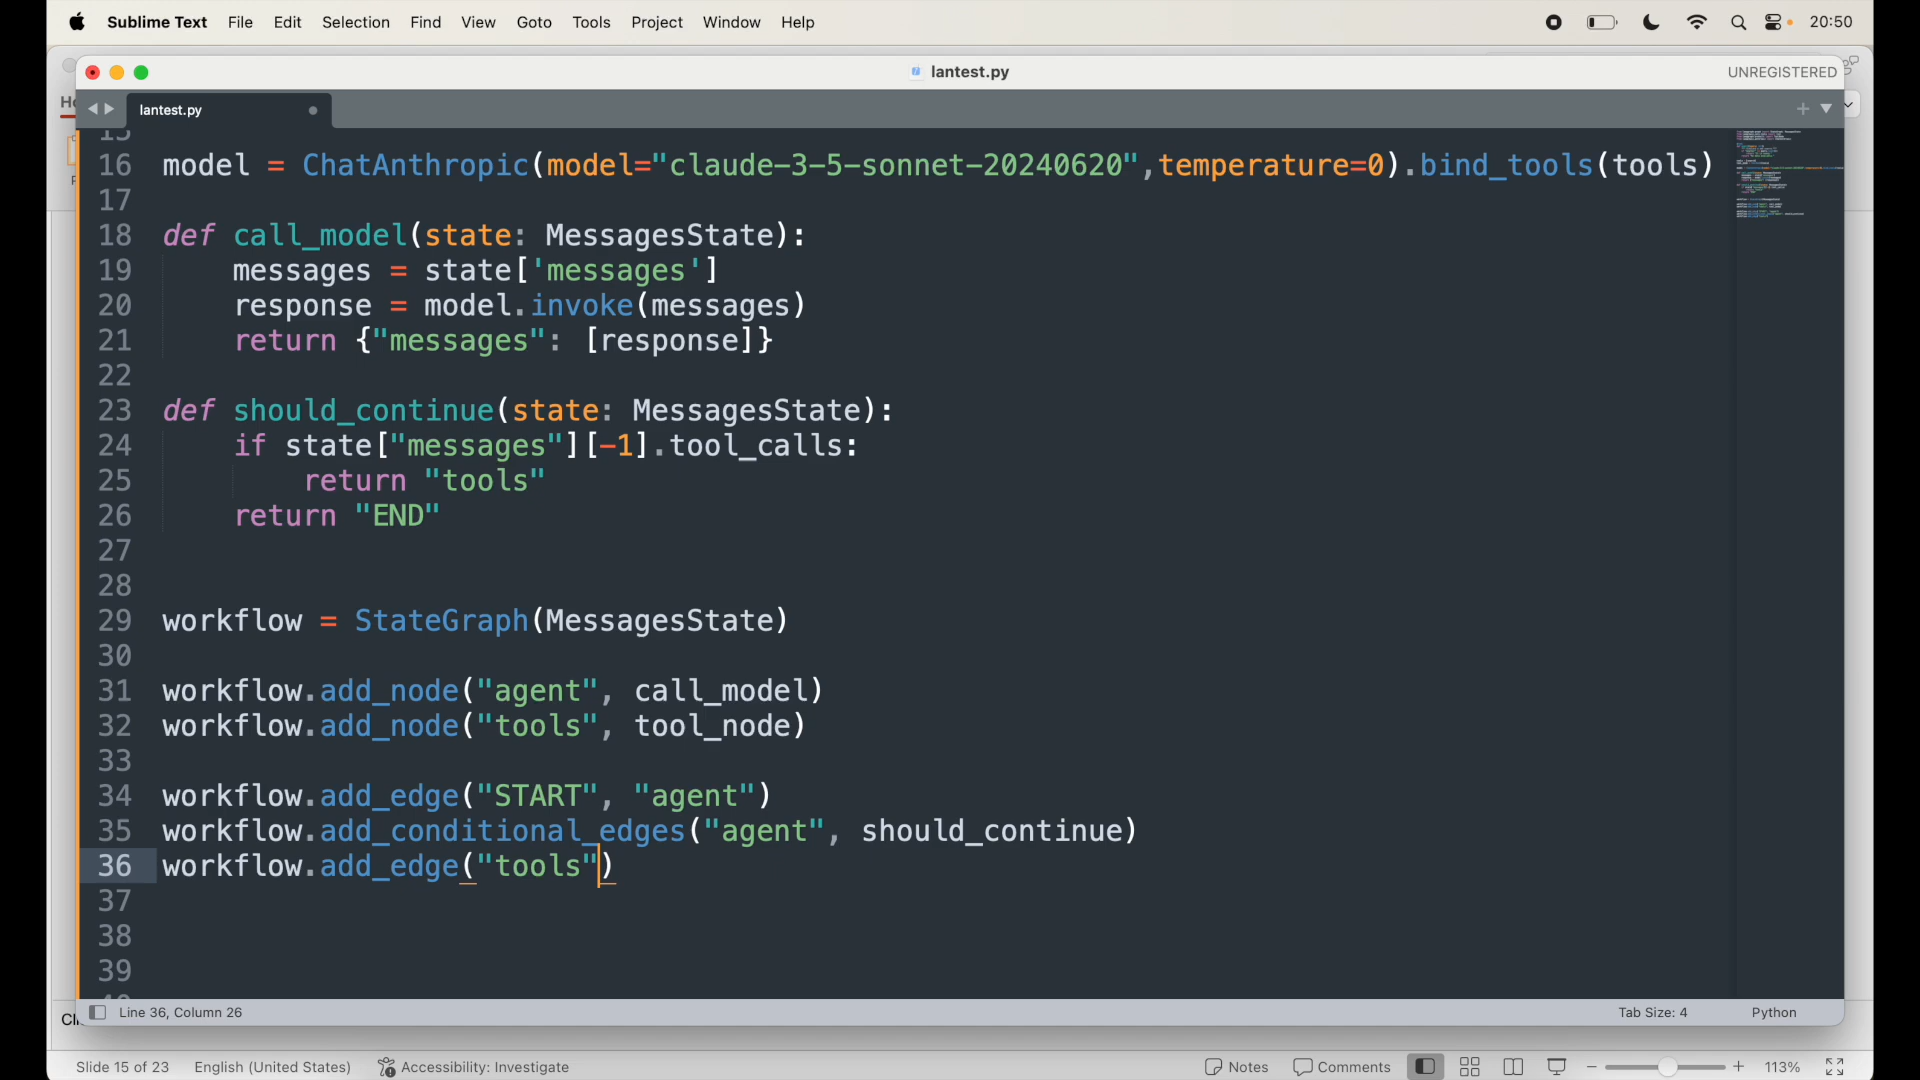 Sublime Text File Edit Selection Find View Goto Tools Project Window Help 20:50
lantest.py UNREGISTERED
lantest.py
15
16 model = ChatAnthropic(model="claude-3-5-sonnet-20240620",temperature=0).bind_tools(tools)
17
18 def call_model(state: MessagesState):
19 messages = state['messages']
20 response = model.invoke(messages)
21 return {"messages": [response]}
22
23 def should_continue(state: MessagesState):
24 if state["messages"][-1].tool_calls:
25 return "tools"
26 return "END"
27
28
29 workflow = StateGraph(MessagesState)
30
31 workflow.add_node("agent", call_model)
32 workflow.add_node("tools", tool_node)
33
34 workflow.add_edge("START", "agent")
35 workflow.add_conditional_edges("agent", should_continue)
36 workflow.add_edge("tools")
37
38
39
Line 36, Column 26 Tab Size: 4 Python
Slide 15 of 23 English (United States) Accessibility: Investigate Notes Comments 113%